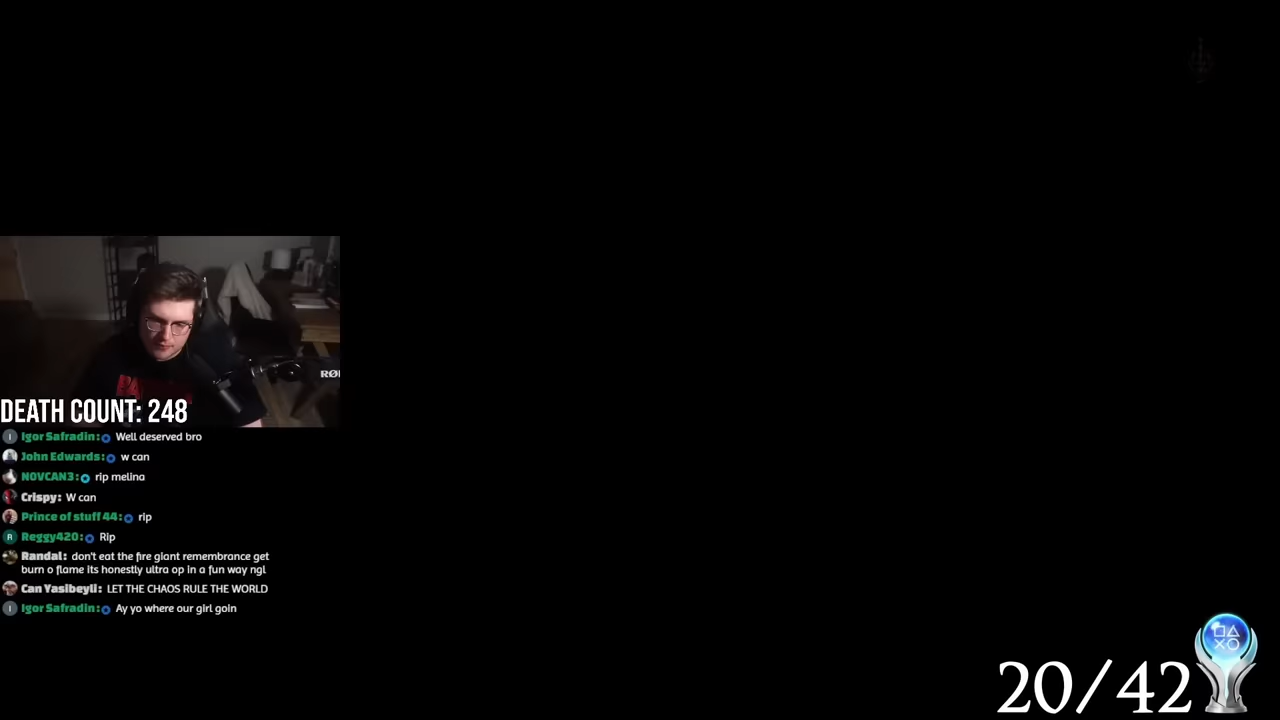 RØ
DEATH COUNT: 248
I Igor Safradin: Well deserved bro
John Edwards: w can
N0VCAN3: rip melina
Crispy: W can
Prince of stuff 44: rip
R Reggy420: Rip
Randal: don't eat the fire giant remembrance get
burn o flame its honestly ultra op in a fun way ngl
Can Yasibeyli: LET THE CHAOS RULE THE WORLD
I Igor Safradin: Ay yo where our girl goin
20/42